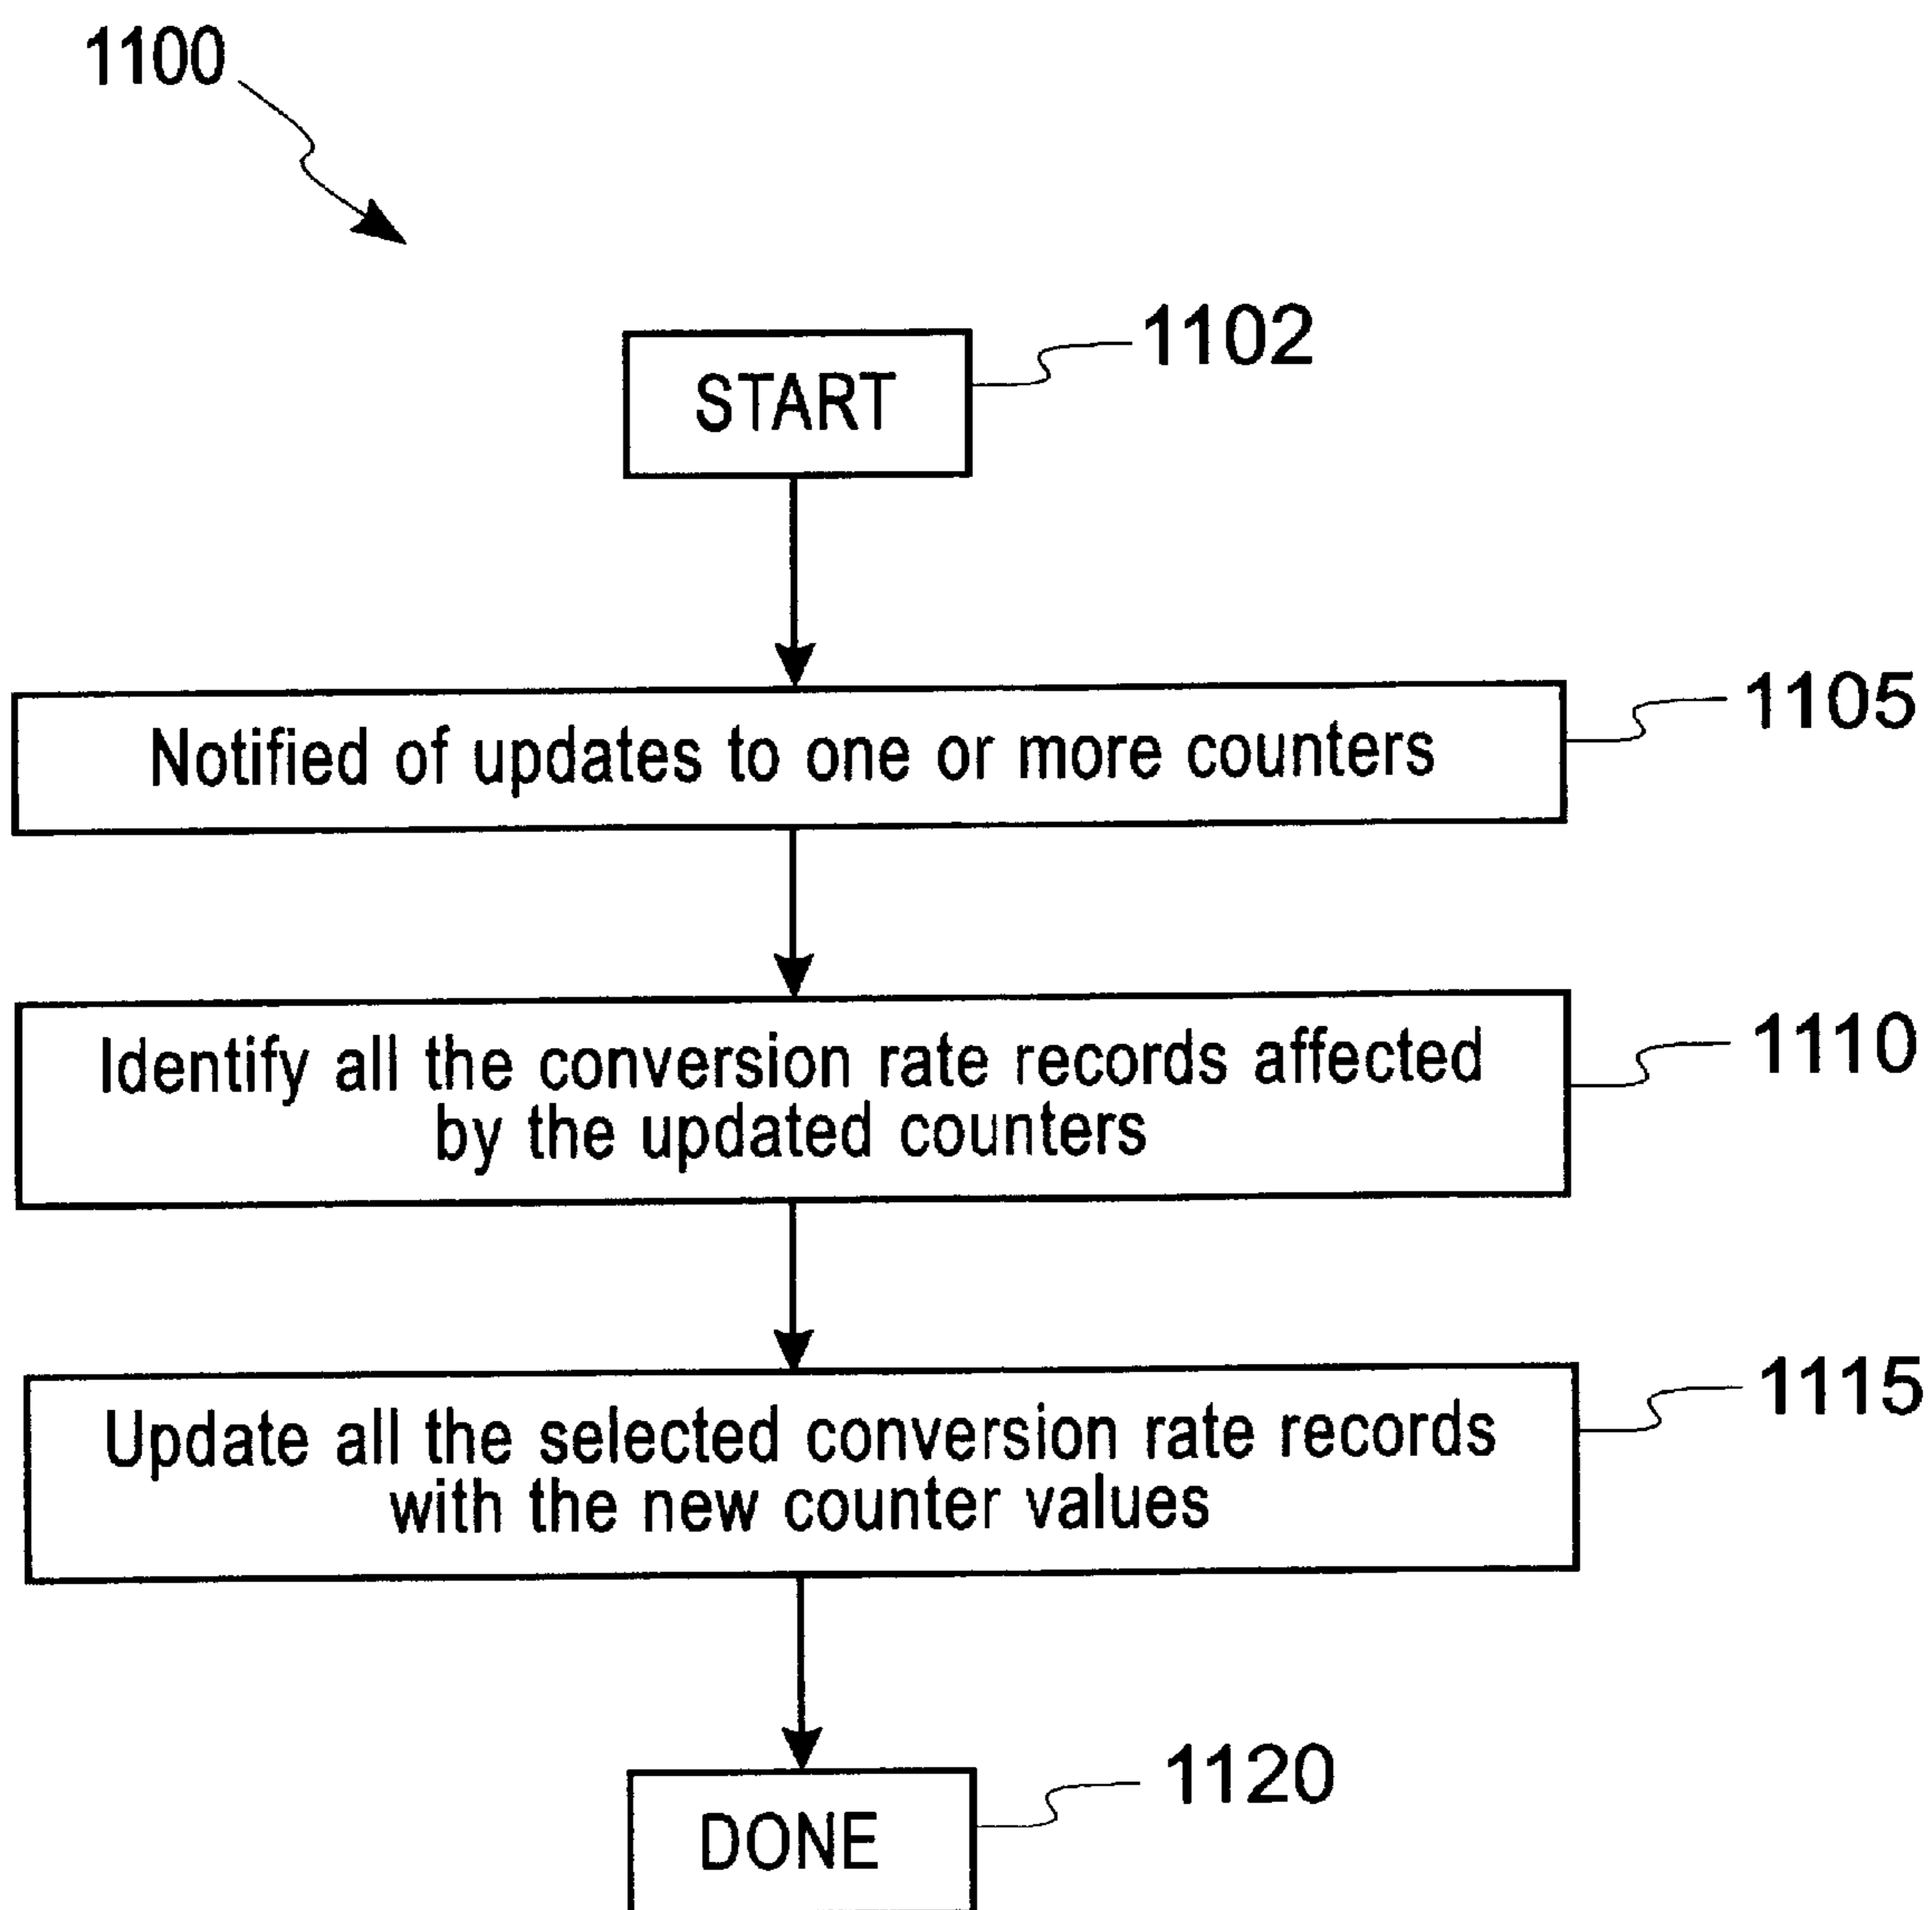 1100
1102
START
1105
Notified of updates to one or more counters
1110
Identify all the conversion rate records affected
by the updated counters
1115
Update all the selected conversion rate records
with the new counter values
1120
DONE